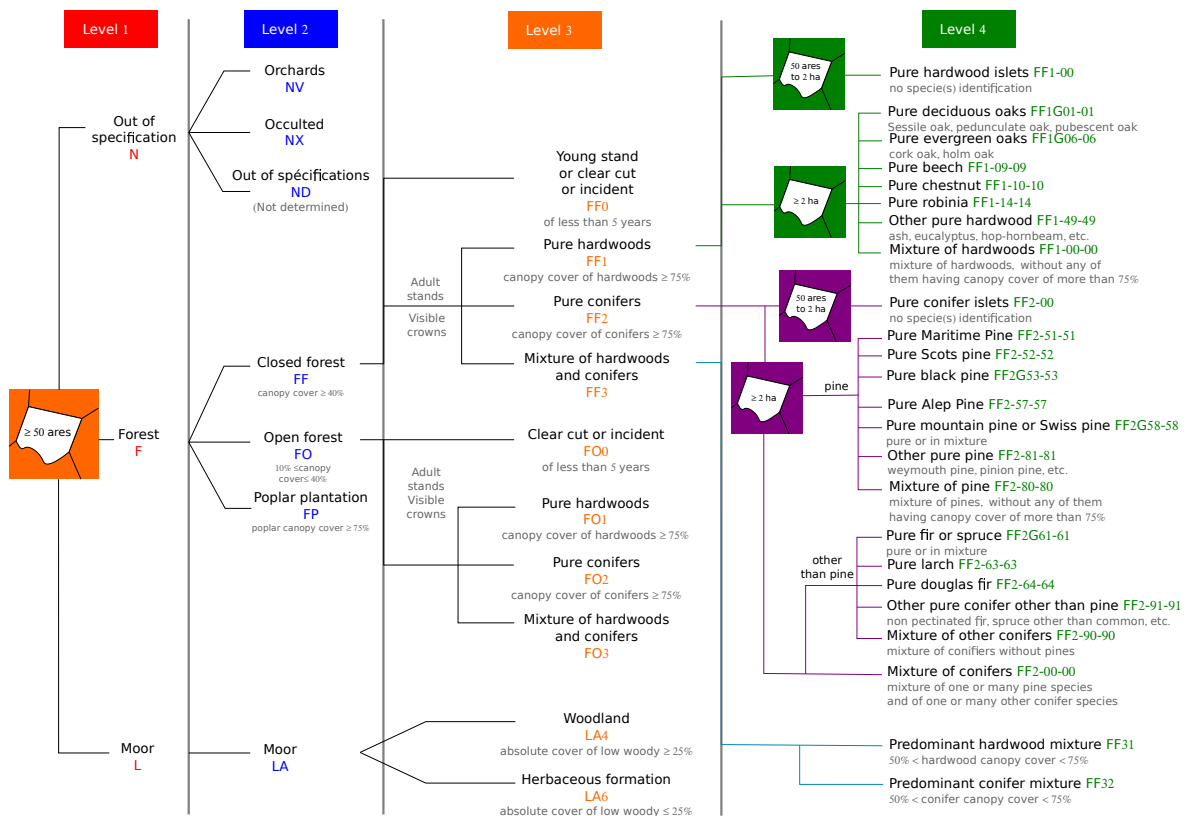 Level 1
Level 2
Level 3
Level 4
Out of
specification
N
≥ 50 ares
Forest
F
Moor
L
Orchards
NV
Occulted
NX
Out of spécifications
ND
(Not determined)
Closed forest
FF
canopy cover ≥ 40%
Open forest
FO
10% ≤canopy
cover≤ 40%
Poplar plantation
FP
poplar canopy cover ≥ 75%
Moor
LA
Adult
stands
Visible
crowns
Adult
stands
Visible
crowns
Young stand
or clear cut
or incident
FF0
of less than 5 years
Pure hardwoods
FF1
canopy cover of hardwoods ≥ 75%
Pure conifers
FF2
canopy cover of conifers ≥ 75%
Mixture of hardwoods
and conifers
FF3
Clear cut or incident
FO0
of less than 5 years
Pure hardwoods
FO1
canopy cover of hardwoods ≥ 75%
Pure conifers
FO2
canopy cover of conifers ≥ 75%
Mixture of hardwoods
and conifers
FO3
Woodland
LA4
absolute cover of low woody ≥ 25%
Herbaceous formation
LA6
absolute cover of low woody ≤ 25%
50 ares
to 2 ha
Pure hardwood islets FF1-00
no specie(s) identification
≥ 2 ha
Pure deciduous oaks FF1G01-01
Sessile oak, pedunculate oak, pubescent oak
Pure evergreen oaks FF1G06-06
cork oak, holm oak
Pure beech FF1-09-09
Pure chestnut FF1-10-10
Pure robinia FF1-14-14
Other pure hardwood FF1-49-49
ash, eucalyptus, hop-hornbeam, etc.
Mixture of hardwoods FF1-00-00
mixture of hardwoods, without any of
them having canopy cover of more than 75%
50 ares
to 2 ha
Pure conifer islets FF2-00
no specie(s) identification
≥ 2 ha
pine
Pure Maritime Pine FF2-51-51
Pure Scots pine FF2-52-52
Pure black pine FF2G53-53
Pure Alep Pine FF2-57-57
Pure mountain pine or Swiss pine FF2G58-58
pure or in mixture
Other pure pine FF2-81-81
weymouth pine, pinion pine, etc.
Mixture of pine FF2-80-80
mixture of pines, without any of them
having canopy cover of more than 75%
other
than pine
Pure fir or spruce FF2G61-61
pure or in mixture
Pure larch FF2-63-63
Pure douglas fir FF2-64-64
Other pure conifer other than pine FF2-91-91
non pectinated fir, spruce other than common, etc.
Mixture of other conifers FF2-90-90
mixture of conifiers without pines
Mixture of conifers FF2-00-00
mixture of one or many pine species
and of one or many other conifer species
Predominant hardwood mixture FF31
50% < hardwood canopy cover < 75%
Predominant conifer mixture FF32
50% < conifer canopy cover < 75%